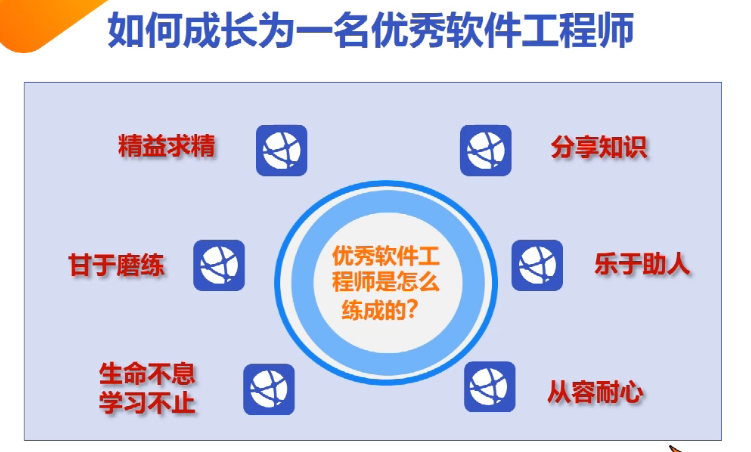 如何成长为一名优秀软件工程师
精益求精
分享知识
甘于磨练
优秀软件工
程师是怎么
练成的?
乐于助人
生命不息
学习不止
从容耐心